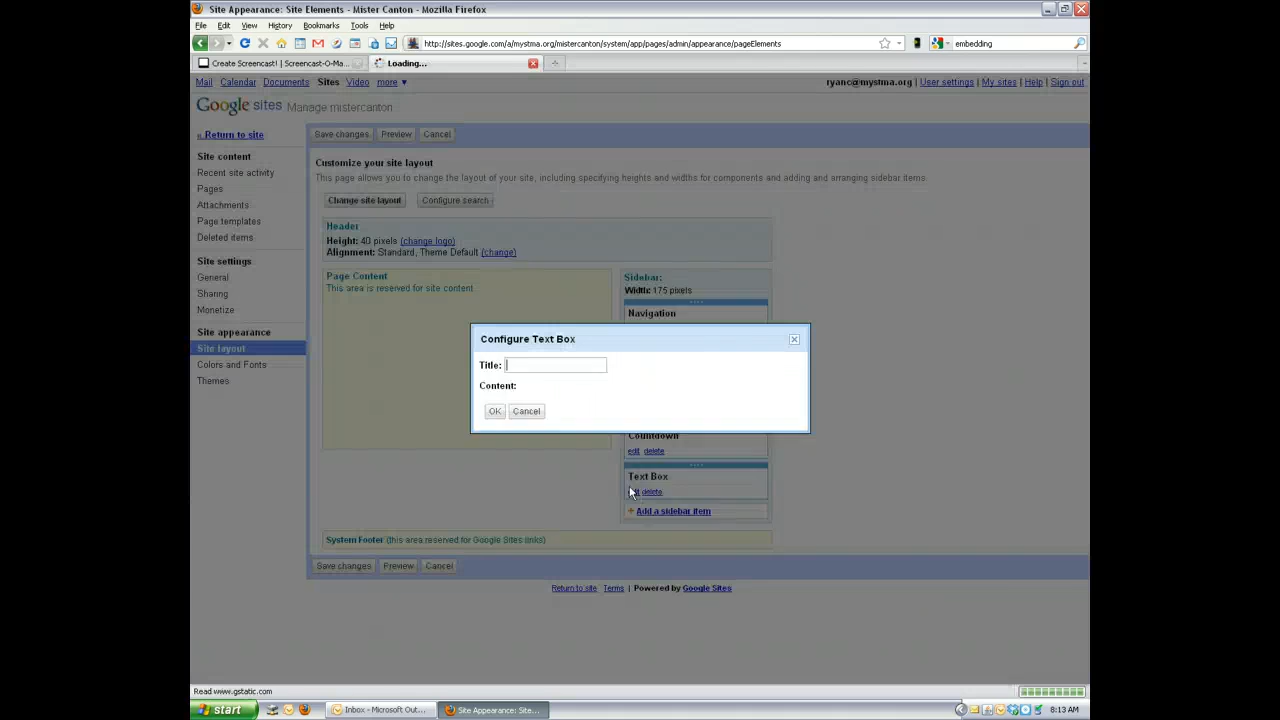 Site Appearance: Site Elements - Mister Canton - Mozilla Firefox
File Edit View History Bookmarks Tools Help
http://sites.google.com/a/mystma.org/mistercanton/system/app/pages/admin/appearance/pageElements
embedding
Create Screencast! | Screencast-O-Ma...
Loading...
Mail Calendar Documents Sites Video more ▼
ryanc@mystma.org | User settings | My sites | Help | Sign out
Google sites Manage mistercanton
« Return to site
Save changes Preview Cancel
Site content
Recent site activity
Pages
Attachments
Page templates
Deleted items
Site settings
General
Sharing
Monetize
Site appearance
Site layout
Colors and Fonts
Themes
Customize your site layout
This page allows you to change the layout of your site, including specifying heights and widths for components and adding and arranging sidebar items.
Change site layout Configure search
Header
Height: 40 pixels (change logo)
Alignment: Standard, Theme Default (change)
Page Content
This area is reserved for site content
Sidebar:
Width: 175 pixels
Navigation
Configure Text Box
Title:
Content:
OK Cancel
Countdown
edit delete
Text Box
delete
+ Add a sidebar item
System Footer (this area reserved for Google Sites links)
Save changes Preview Cancel
Return to site Terms | Powered by Google Sites
Read www.gstatic.com
start
Inbox - Microsoft Out...
Site Appearance: Site...
8:13 AM